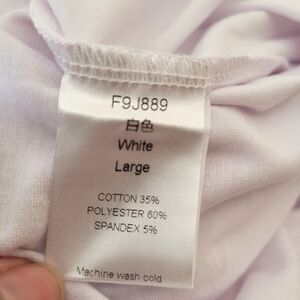 F9J889
白色
White
Large
COTTON 35%
POLYESTER 60%
SPANDEX 5%
Machine wash cold